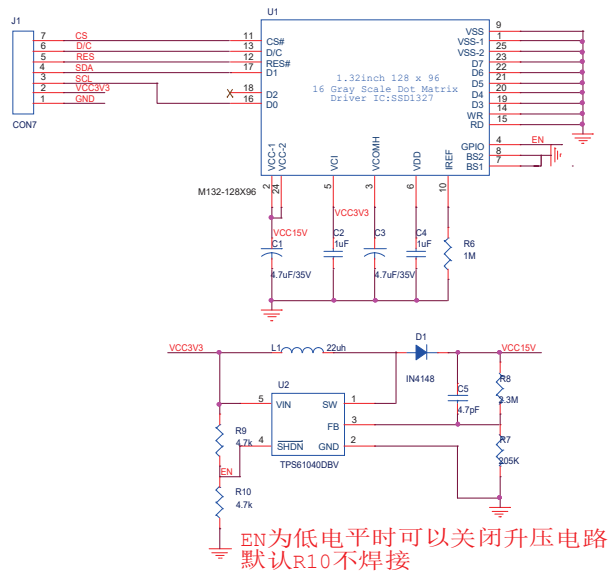 J1
U1
7 CS 11 CS# VSS 9
6 D/C 13 D/C VSS-1 1
5 RES 12 RES# VSS-2 25
4 SDA 17 D1 D7 23
3 SCL D6 22
2 VCC3V3 18 D2 D5 21
1 GND 16 D0 D4 20
D3 19
WR 14
RD 15
CON7
1.32inch 128 x 96
16 Gray Scale Dot Matrix
Driver IC:SSD1327
GPIO 4 EN
BS2 8
BS1 7
VCC-1 VCC-2 VCI VCOMH VDD IREF
M132-128X96
2 24 5 3 6 10
VCC15V VCC3V3
C1 C2 C3 C4
1uF 1uF
R6
1M
4.7uF/35V 4.7uF/35V
VCC3V3 L1 22uh D1 VCC15V
IN4148
U2
R8
3.3M
C5
4.7pF
5 VIN SW 1
FB 3
4 SHDN GND 2
R9
4.7k
R7
205K
EN
TPS61040DBV
R10
4.7k
EN为低电平时可以关闭升压电路
默认R10不焊接